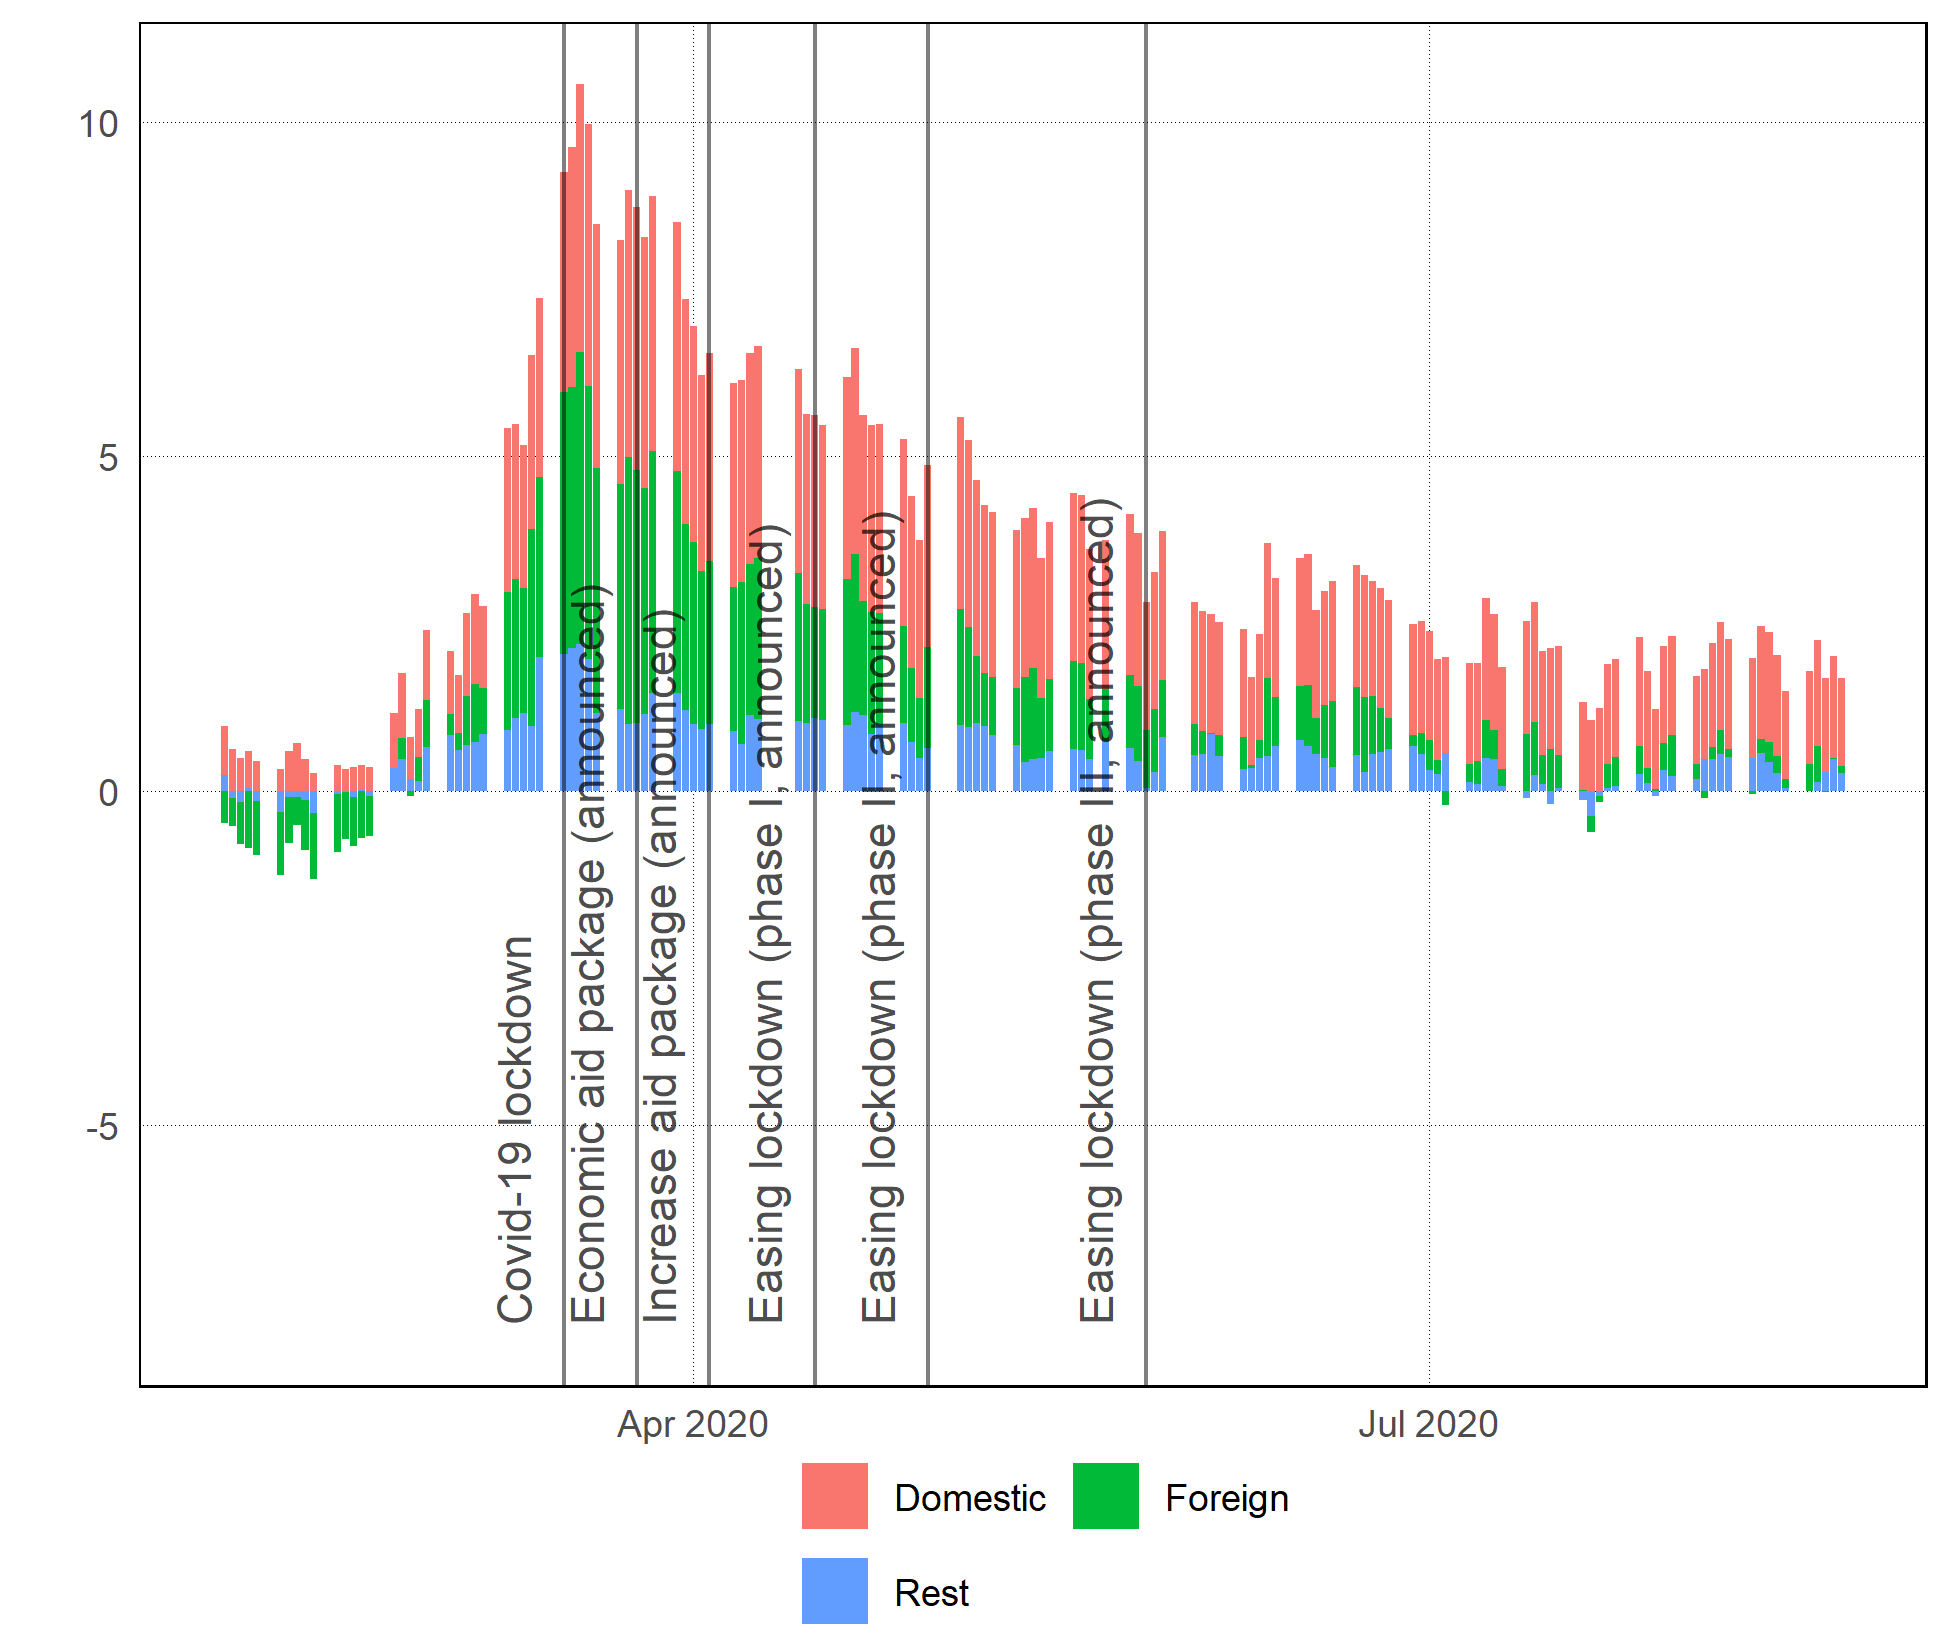 10
5
0
-5
Covid-19 lockdown
Economic aid package (announced)
Increase aid package (announced)
Easing lockdown (phase I, announced)
Easing lockdown (phase II, announced)
Easing lockdown (phase III, announced)
Apr 2020
Jul 2020
Domestic
Foreign
Rest